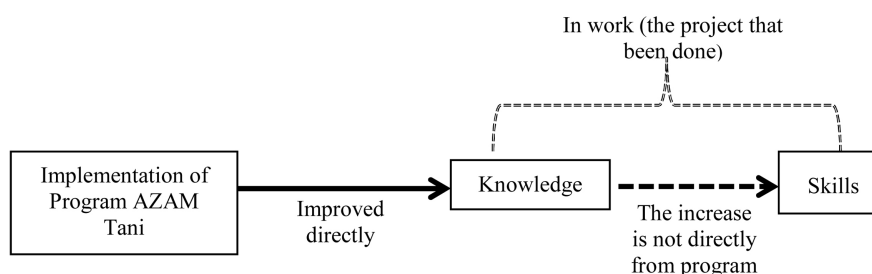 In work (the project that
been done)
Implementation of
Program AZAM
Tani
Improved
directly
Knowledge
The increase
is not directly
from program
Skills